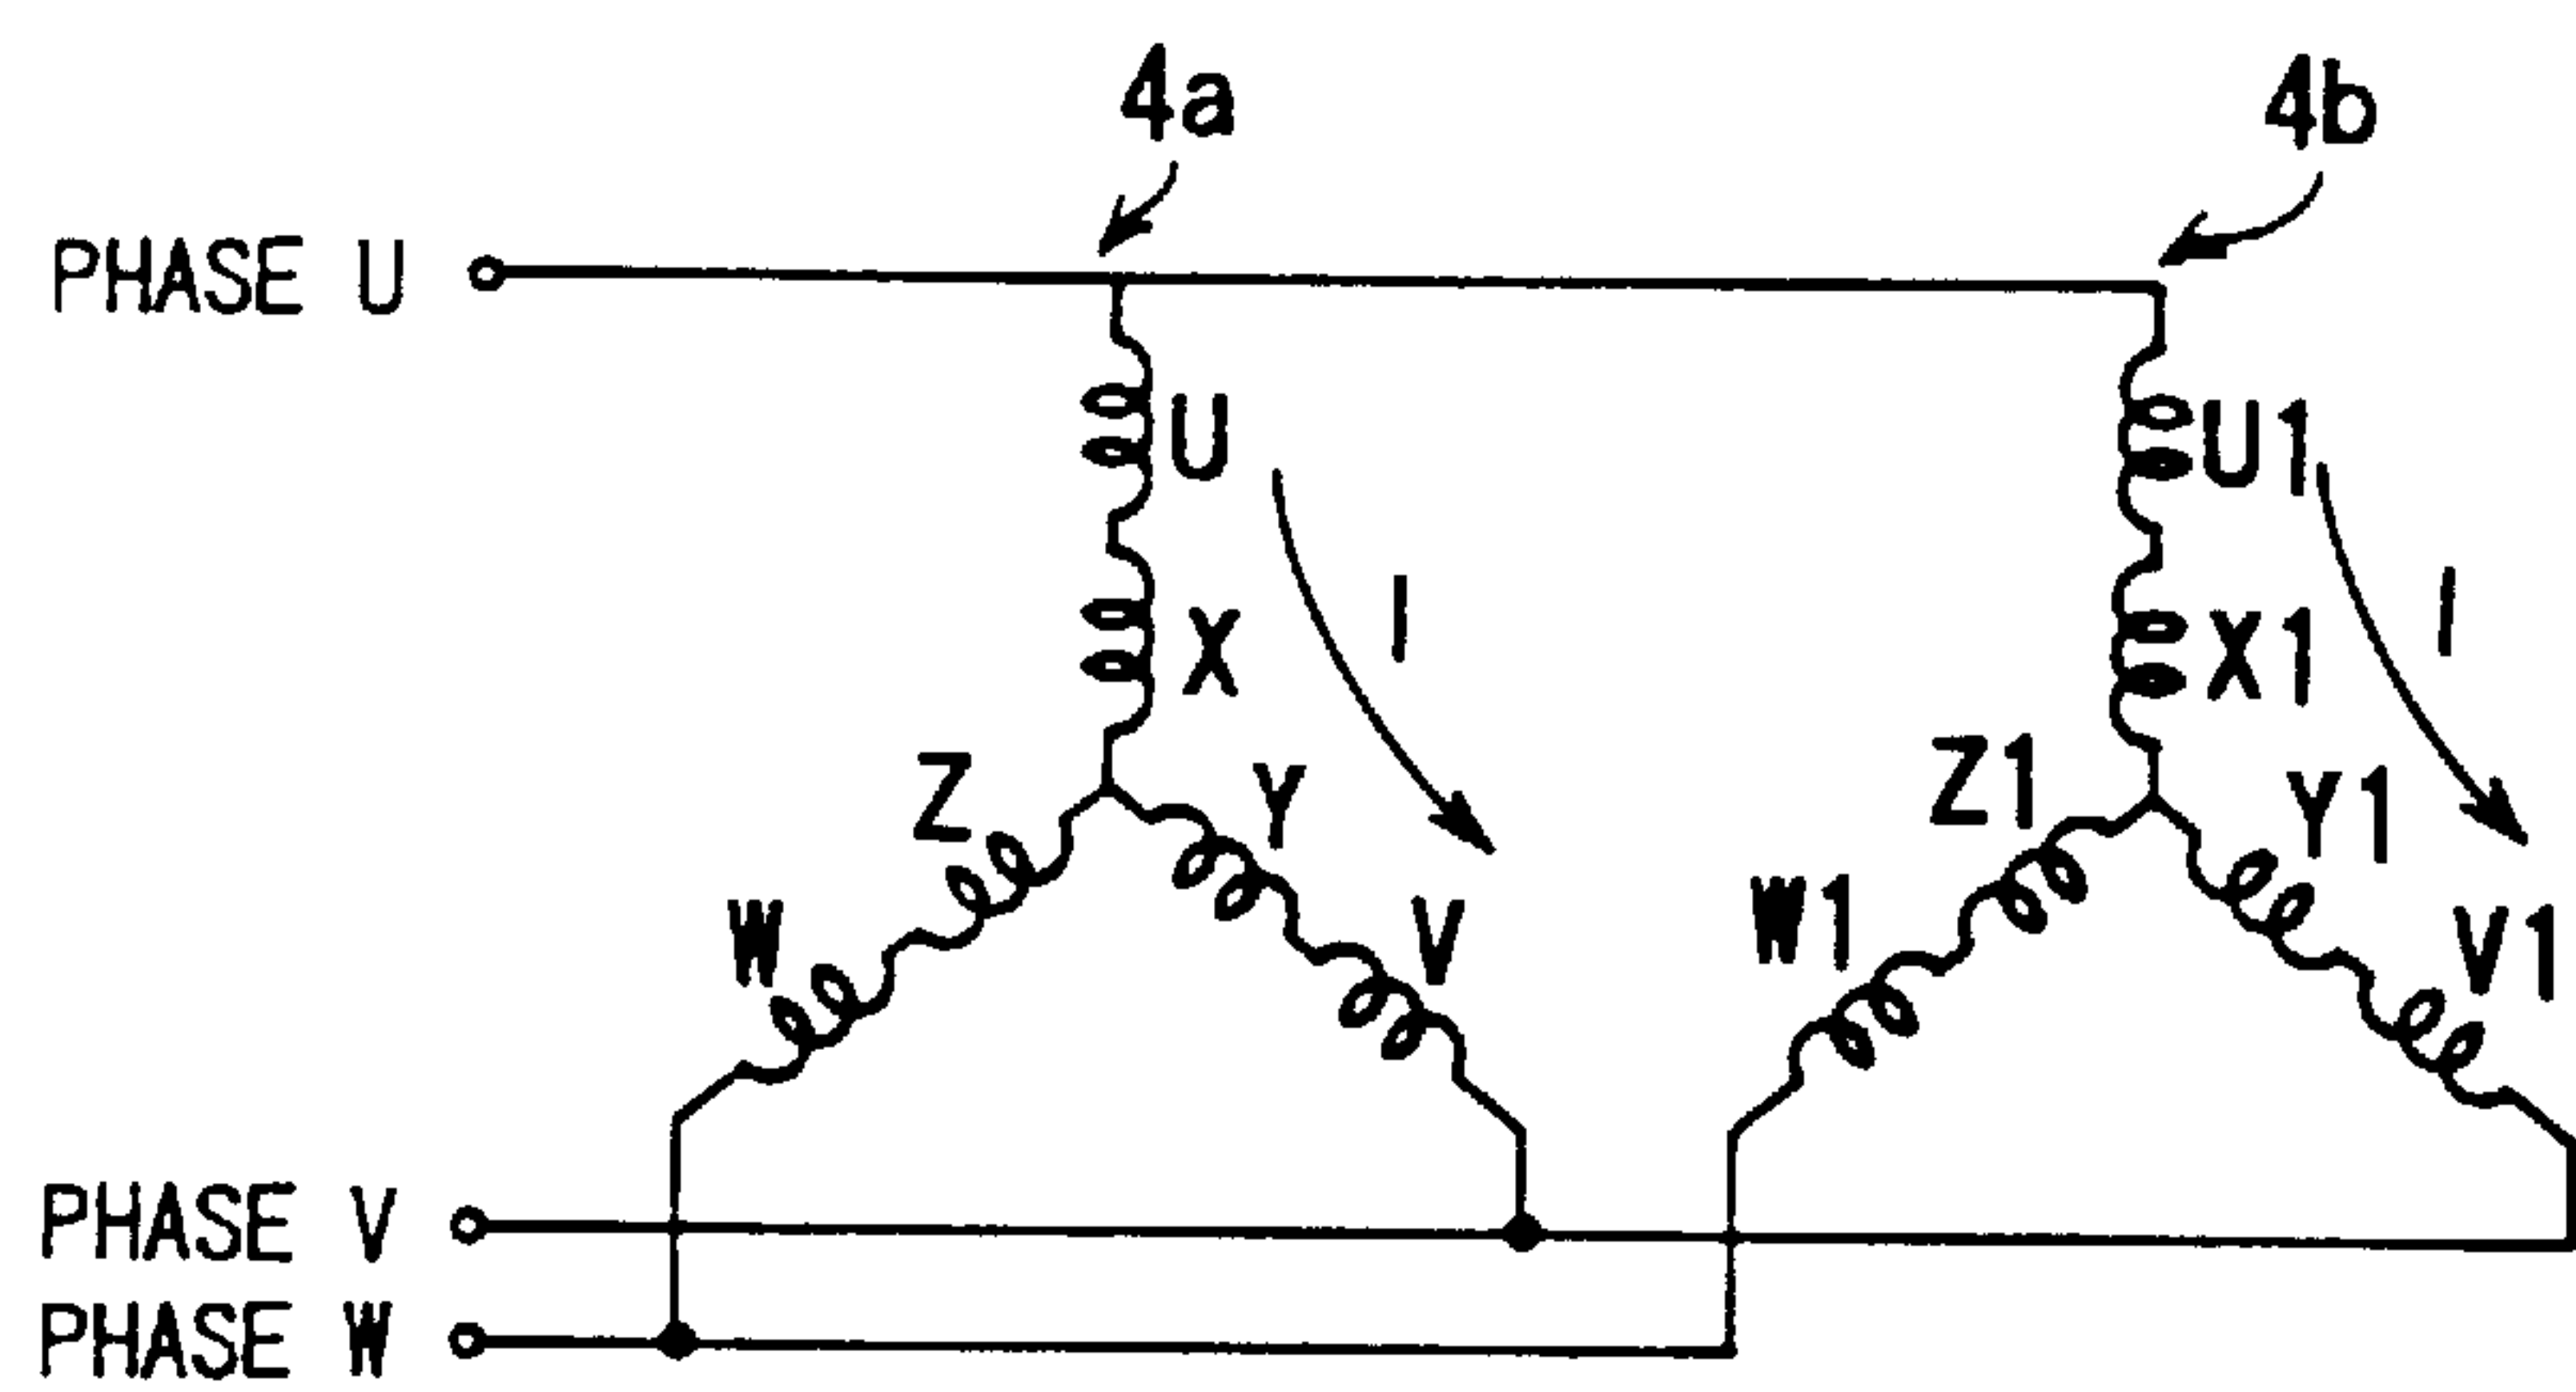 4a
4b
PHASE U
U
U1
I
I
X
X1
Z
Y
Z1
Y1
W
V
W1
V1
PHASE V
PHASE W